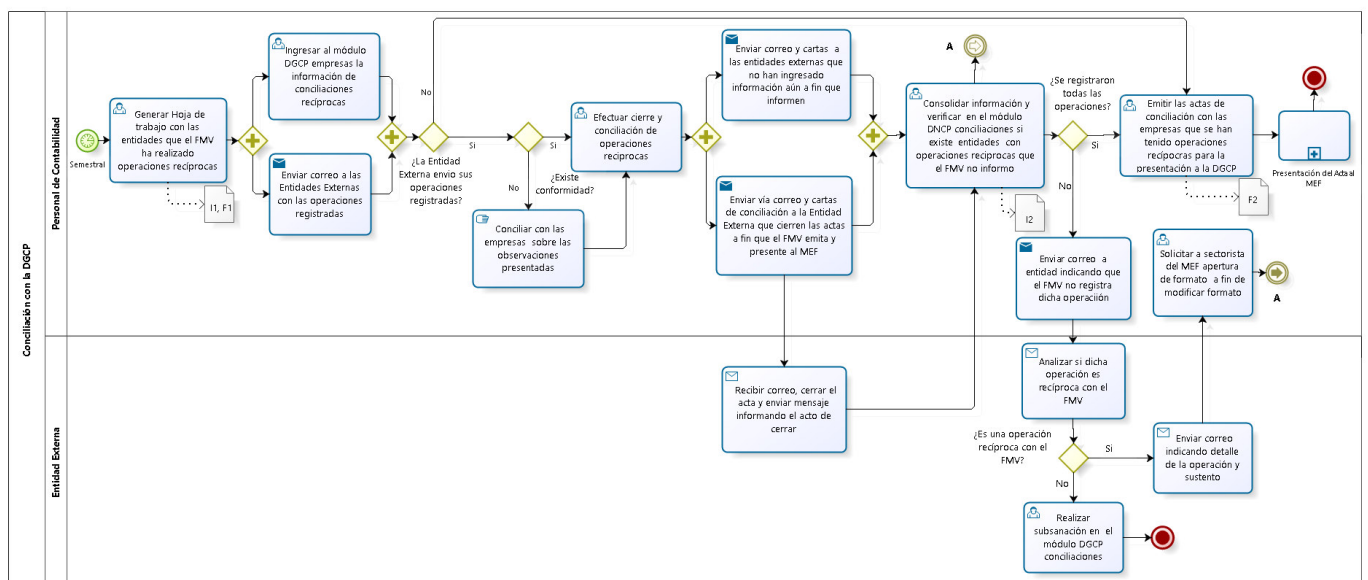 Conciliación con la DGCP
Personal de Contabilidad
Entidad Externa
Semestral
Generar Hoja de
trabajo con las
entidades que el FMV
ha realizado
operaciones recíprocas
I1, F1
Ingresar al módulo
DGCP empresas la
información de
conciliaciones
recíprocas
Enviar correo a las
Entidades Externas
con las operaciones
registradas
¿La Entidad
Externa envio sus
operaciones
registradas?
No
Si
¿Existe
conformidad?
Si
No
Conciliar con las
empresas sobre las
observaciones
presentadas
Efectuar cierre y
conciliación de
operaciones
reciprocas
Enviar correo y cartas a
las entidades externas que
no han ingresado
información aún a fin que
informen
Enviar vía correo y cartas
de conciliación a la Entidad
Externa que cierren las actas
a fin que el FMV emita y
presente al MEF
Recibir correo, cerrar el
acta y enviar mensaje
informando el acto de
cerrar
A
Consolidar información y
verificar en el módulo
DNCP conciliaciones si
existe entidades con
operaciones reciprocas que
el FMV no informo
I2
¿Se registraron
todas las
operaciones?
Si
No
Emitir las actas de
conciliación con las
empresas que se han
tenido operaciones
recípocras para la
presentación a la DGCP
F2
Presentación del Acta al
MEF
Enviar correo a
entidad indicando que
el FMV no registra
dicha operaciión
Solicitar a sectorista
del MEF apertura
de formato a fin de
modificar formato
A
Analizar si dicha
operación es
recíproca con el
FMV
¿Es una operación
recíproca con el
FMV?
Si
No
Enviar correo
indicando detalle
de la operación y
sustento
Realizar
subsanación en el
módulo DGCP
conciliaciones